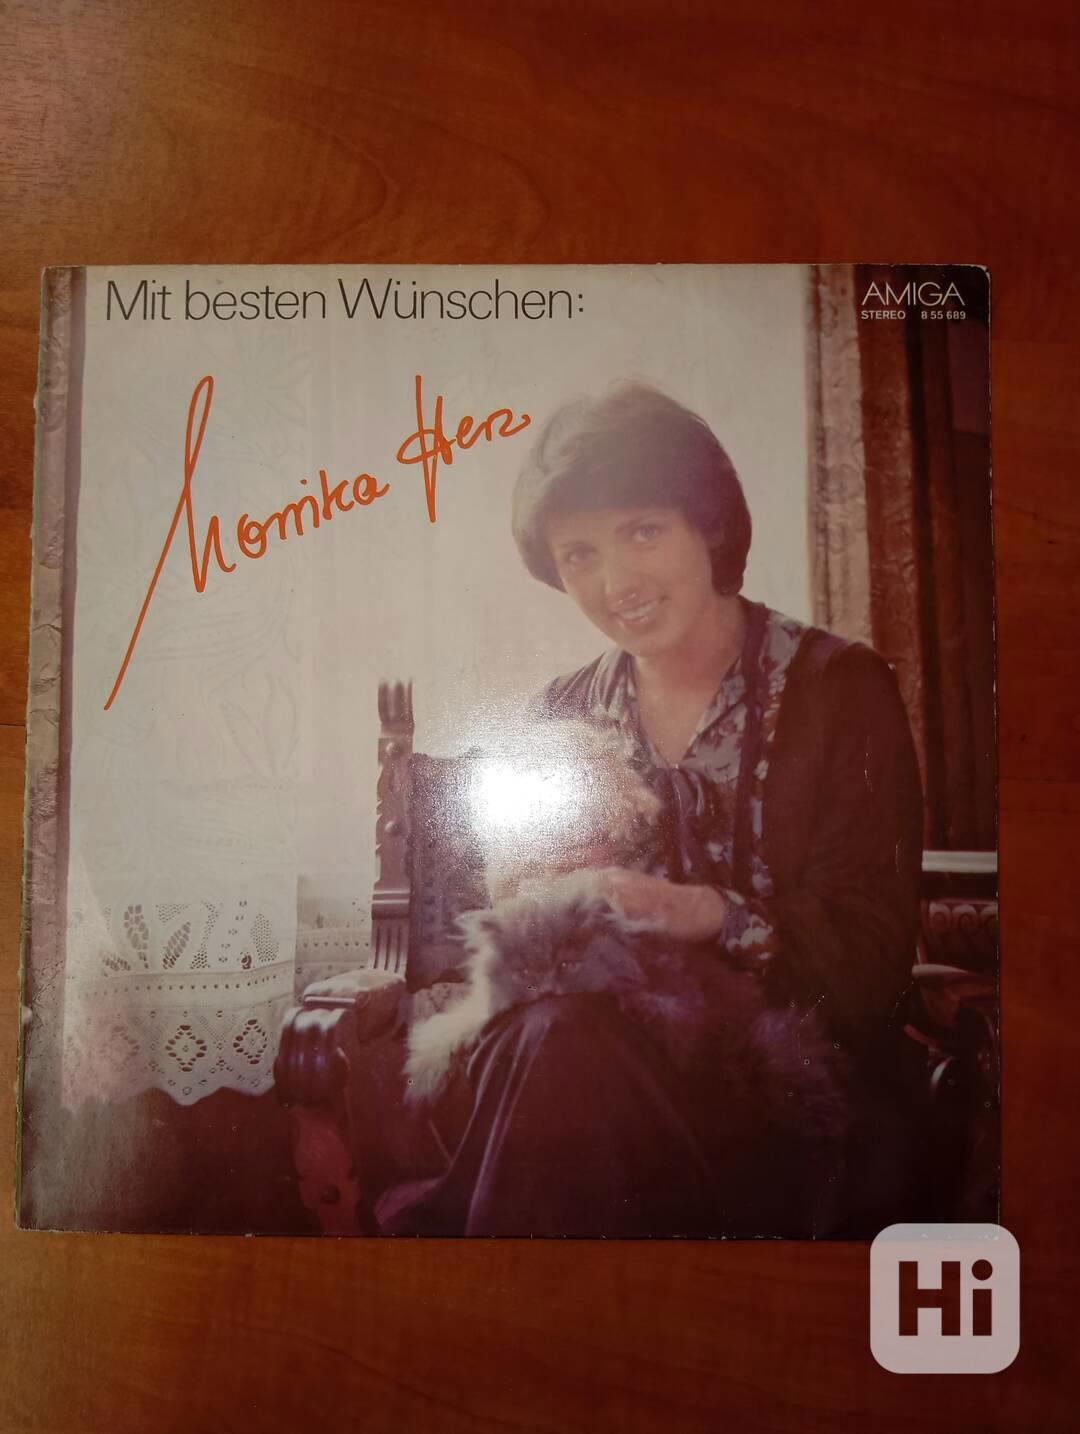 Mit besten Wünschen:
AMIGA
STEREO 8 55 689
Monika Herz
Hi